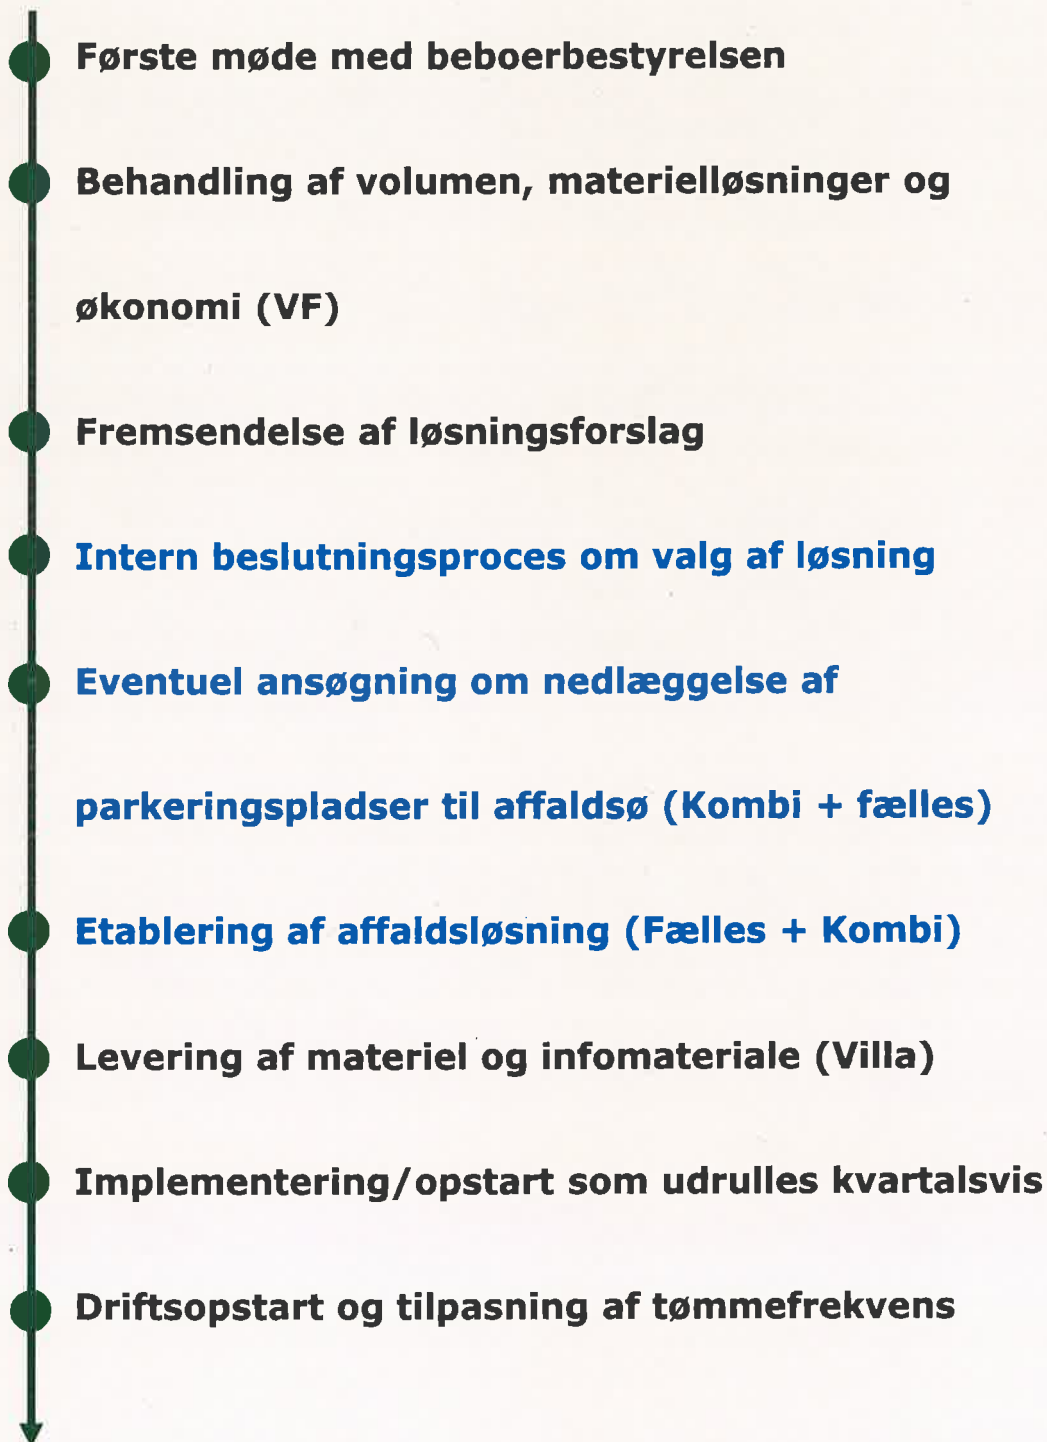 Første møde med beboerbestyrelsen
Behandling af volumen, materielløsninger og
økonomi (VF)
Fremsendelse af løsningsforslag
Intern beslutningsproces om valg af løsning
Eventuel ansøgning om nedlæggelse af
parkeringspladser til affaldsø (Kombi + fælles)
Etablering af affaldsløsning (Fælles + Kombi)
Levering af materiel og infomateriale (Villa)
Implementering/opstart som udrulles kvartalsvis
Driftsopstart og tilpasning af tømmefrekvens